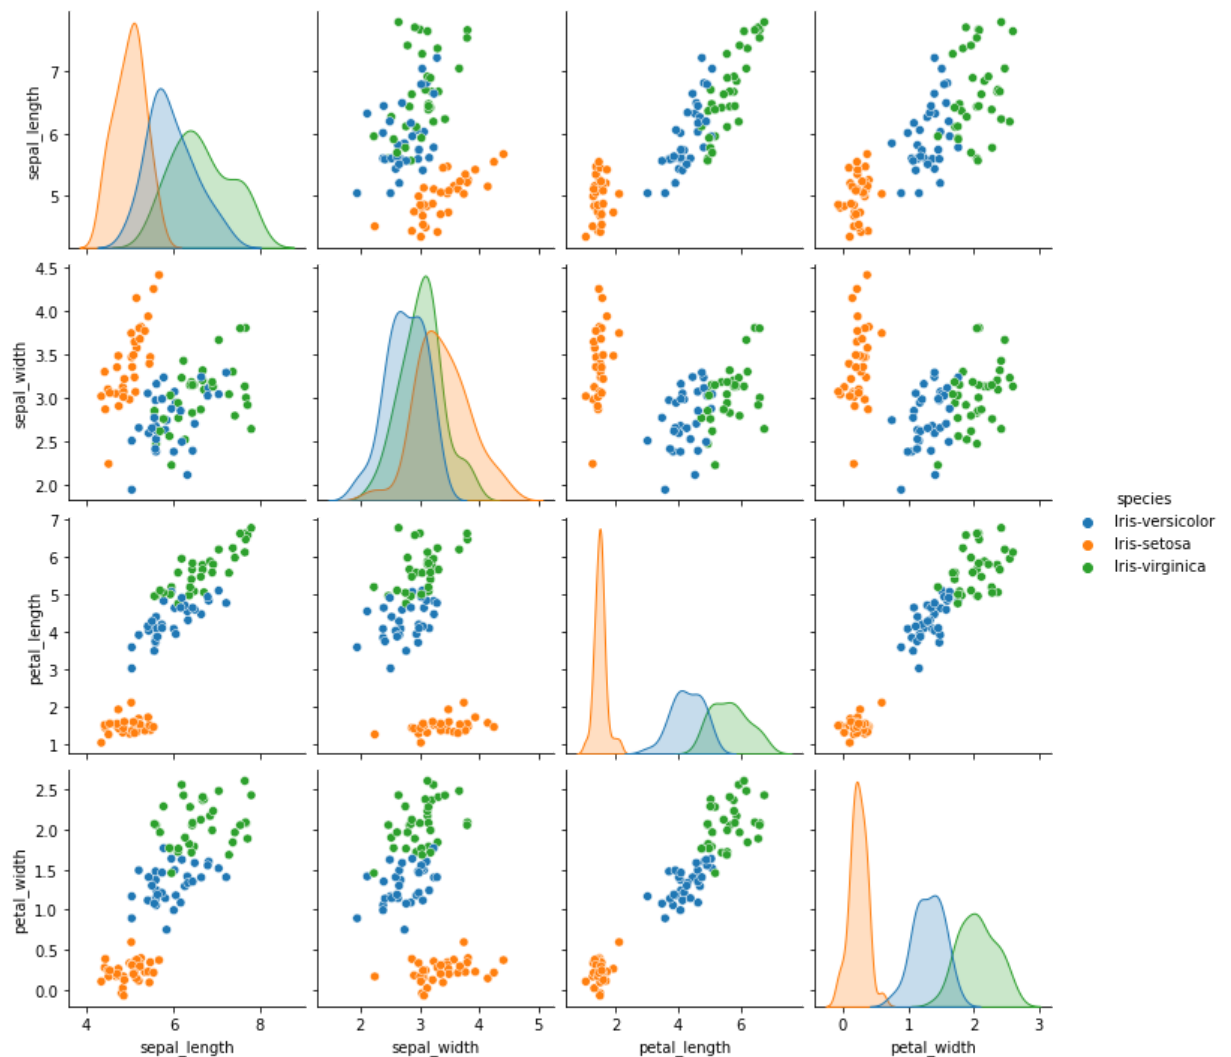 7
6
5
sepal_length
4.5
4.0
3.5
3.0
2.5
2.0
sepal_width
species
Iris-versicolor
Iris-setosa
Iris-virginica
7
6
5
4
3
2
1
petal_length
2.5
2.0
1.5
1.0
0.5
0.0
petal_width
4 6 8
2 3 4 5
2 4 6
0 1 2 3
sepal_length
sepal_width
petal_length
petal_width